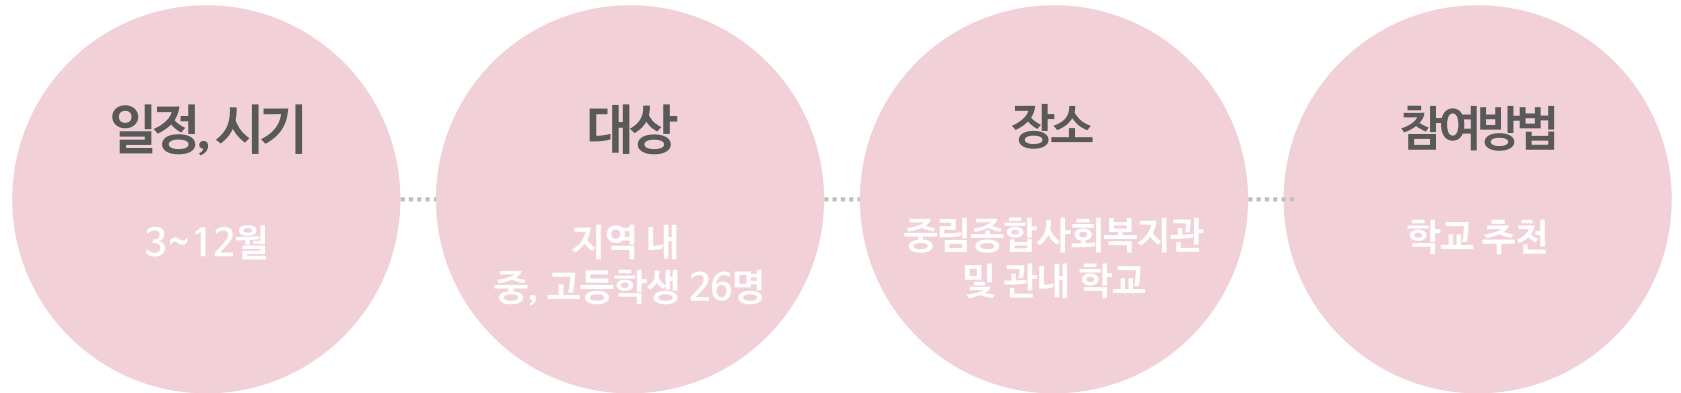 일정, 시기
3~12월
대상
지역 내
중, 고등학생 26명
장소
중림종합사회복지관
및 관내 학교
참여방법
학교 추천